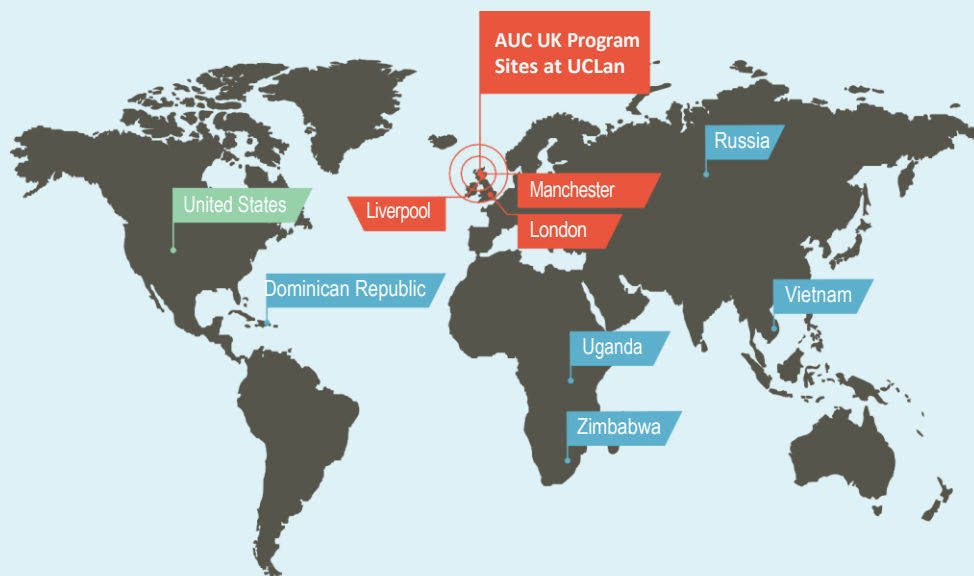 AUC UK Program
Sites at UCLan
Russia
Manchester
United States
Liverpool
London
Dominican Republic
Vietnam
Uganda
Zimbabwa